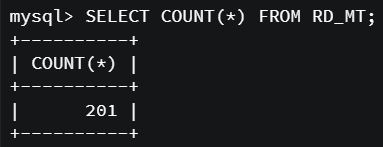 mysql> SELECT COUNT(*) FROM RD_MT;
+----------+
| COUNT(*) |
+----------+
|      201 |
+----------+